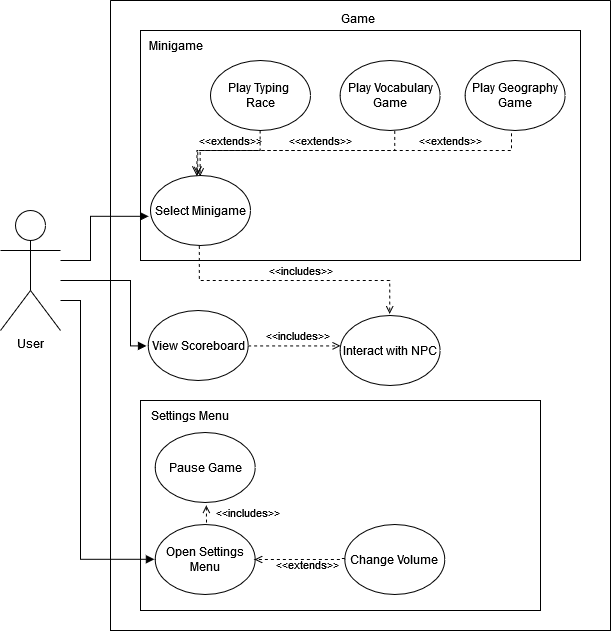 Game
Minigame
Play Typing
Race
Play Vocabulary
Game
Play Geography
Game
<<extends>>
<<extends>>
<<extends>>
Select Minigame
<<includes>>
User
View Scoreboard
<<includes>>
Interact with NPC
Settings Menu
Pause Game
<<includes>>
Open Settings
Menu
<<extends>>
Change Volume